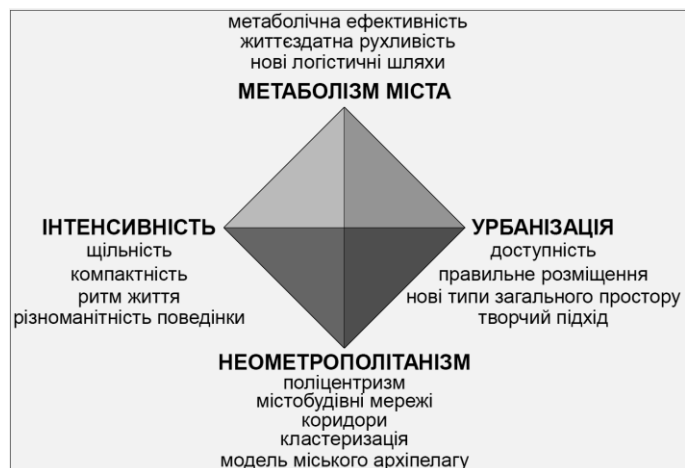 метаболічна ефективність
життєздатна рухливість
нові логістичні шляхи
МЕТАБОЛІЗМ МІСТА
ІНТЕНСИВНІСТЬ
щільність
компактність
ритм життя
різноманітність поведінки
УРБАНІЗАЦІЯ
доступність
правильне розміщення
нові типи загального простору
творчий підхід
НЕОМЕТРОПОЛІТАНІЗМ
поліцентризм
містобудівні мережі
коридори
кластеризація
модель міського архіпелагу